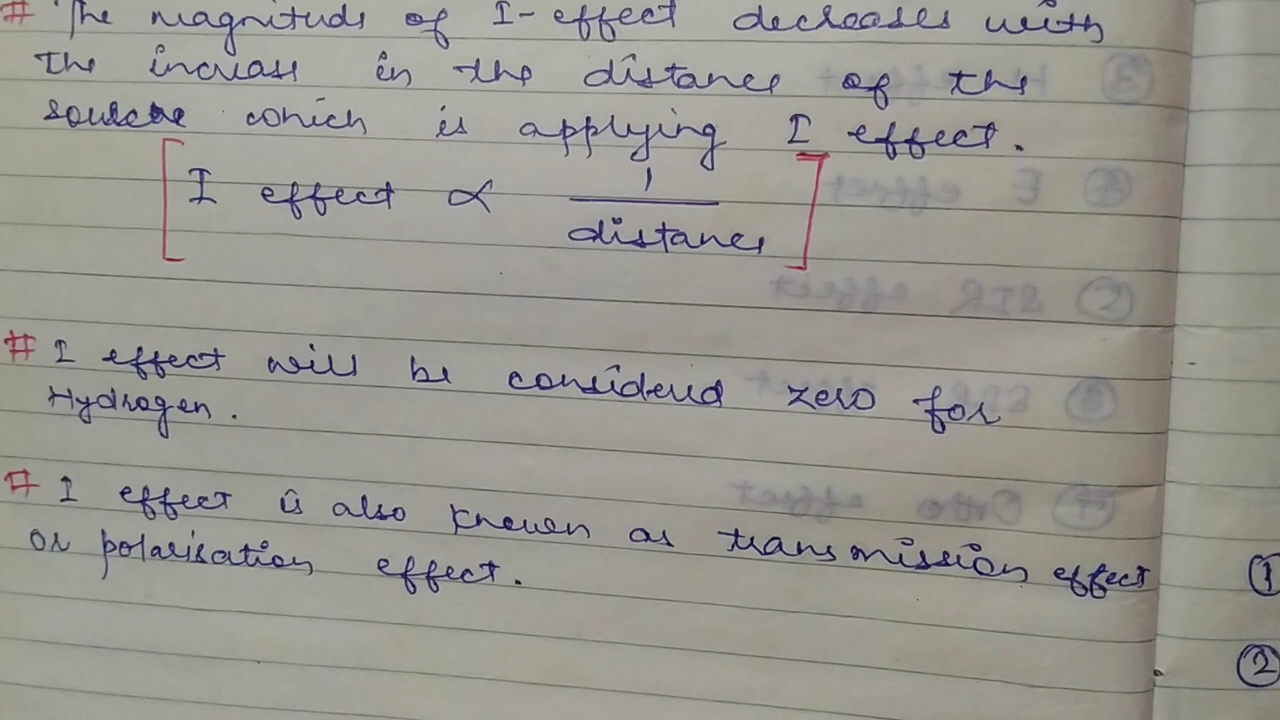 # The magnitude of I-effect decreases with
the increase in the distance of the
source which is applying I effect.
[I effect ∝ 1/distance]
# I effect will be considered zero for
Hydrogen.
# I effect is also known as transmission effect
or polarisation effect.
①
②